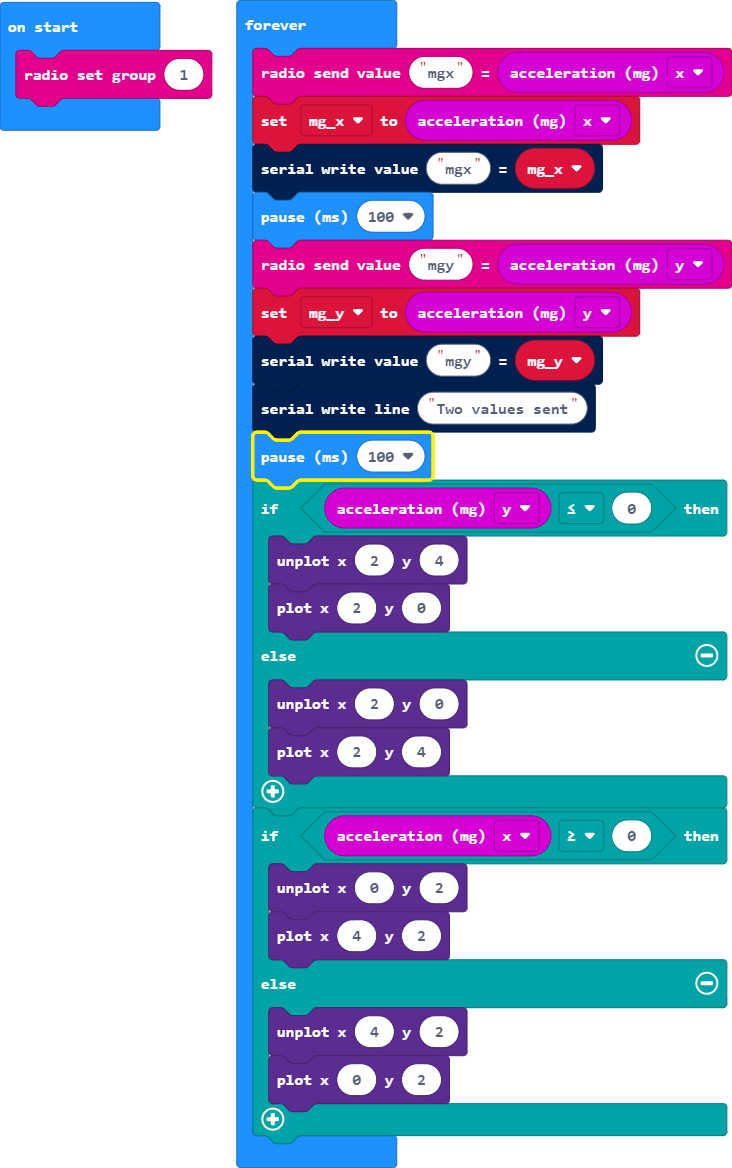 on start
radio set group 1
forever
radio send value "mgx" = acceleration (mg) x
set mg_x to acceleration (mg) x
serial write value "mgx" = mg_x
pause (ms) 100
radio send value "mgy" = acceleration (mg) y
set mg_y to acceleration (mg) y
serial write value "mgy" = mg_y
serial write line "Two values sent"
pause (ms) 100
if acceleration (mg) y ≤ 0 then
unplot x 2 y 4
plot x 2 y 0
else
unplot x 2 y 0
plot x 2 y 4
if acceleration (mg) x ≥ 0 then
unplot x 0 y 2
plot x 4 y 2
else
unplot x 4 y 2
plot x 0 y 2